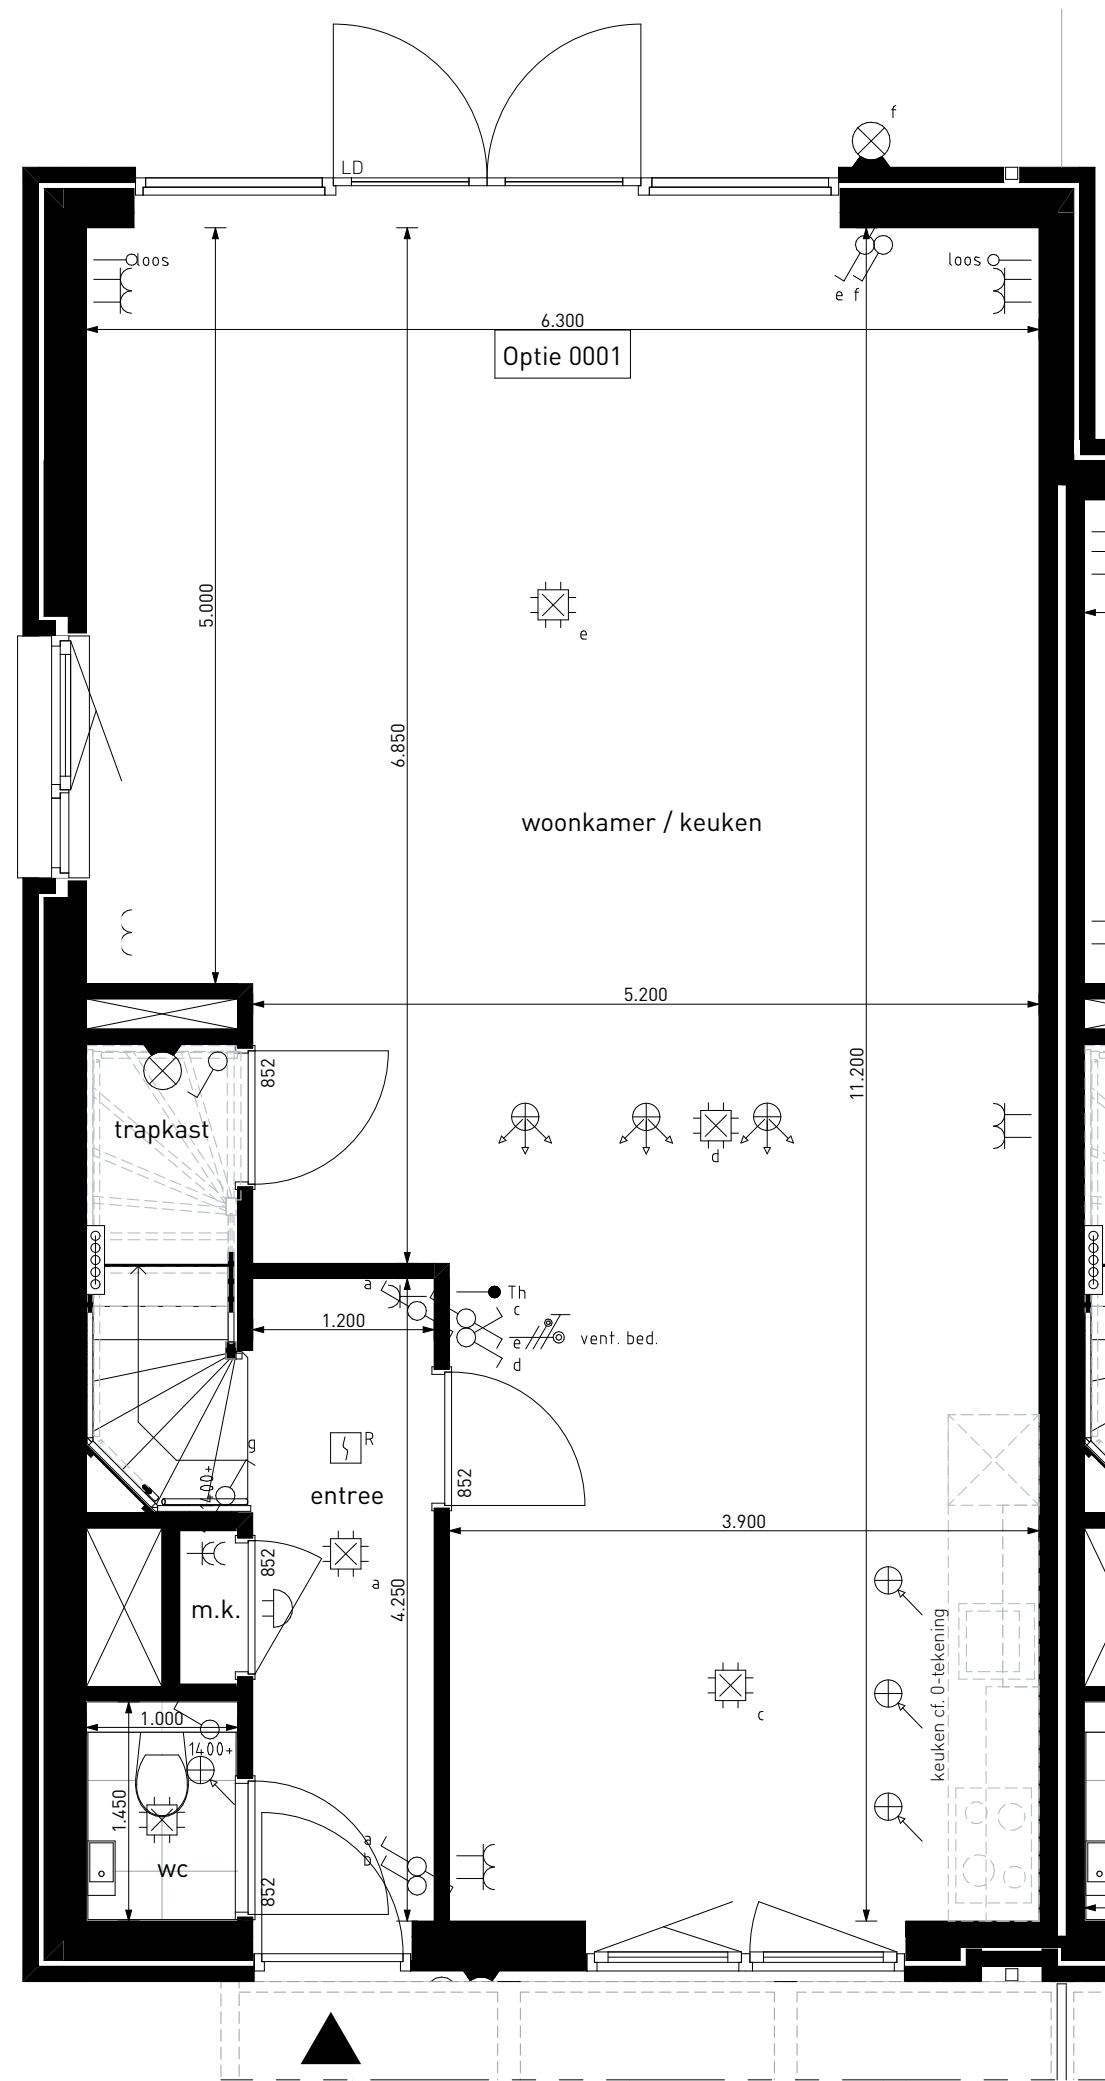 f
LD
loos
loos
e f
6.300
Optie 0001
5.000
e
6.850
woonkamer / keuken
5.200
852
11.200
trapkast
d
a
Th
c
1.200
e
vent. bed.
d
R
g
1400+
entree
852
3.900
852
a
4.250
m.k.
keuken cf. 0-tekening
c
1.000
1400+
1.450
a
b
wc
852